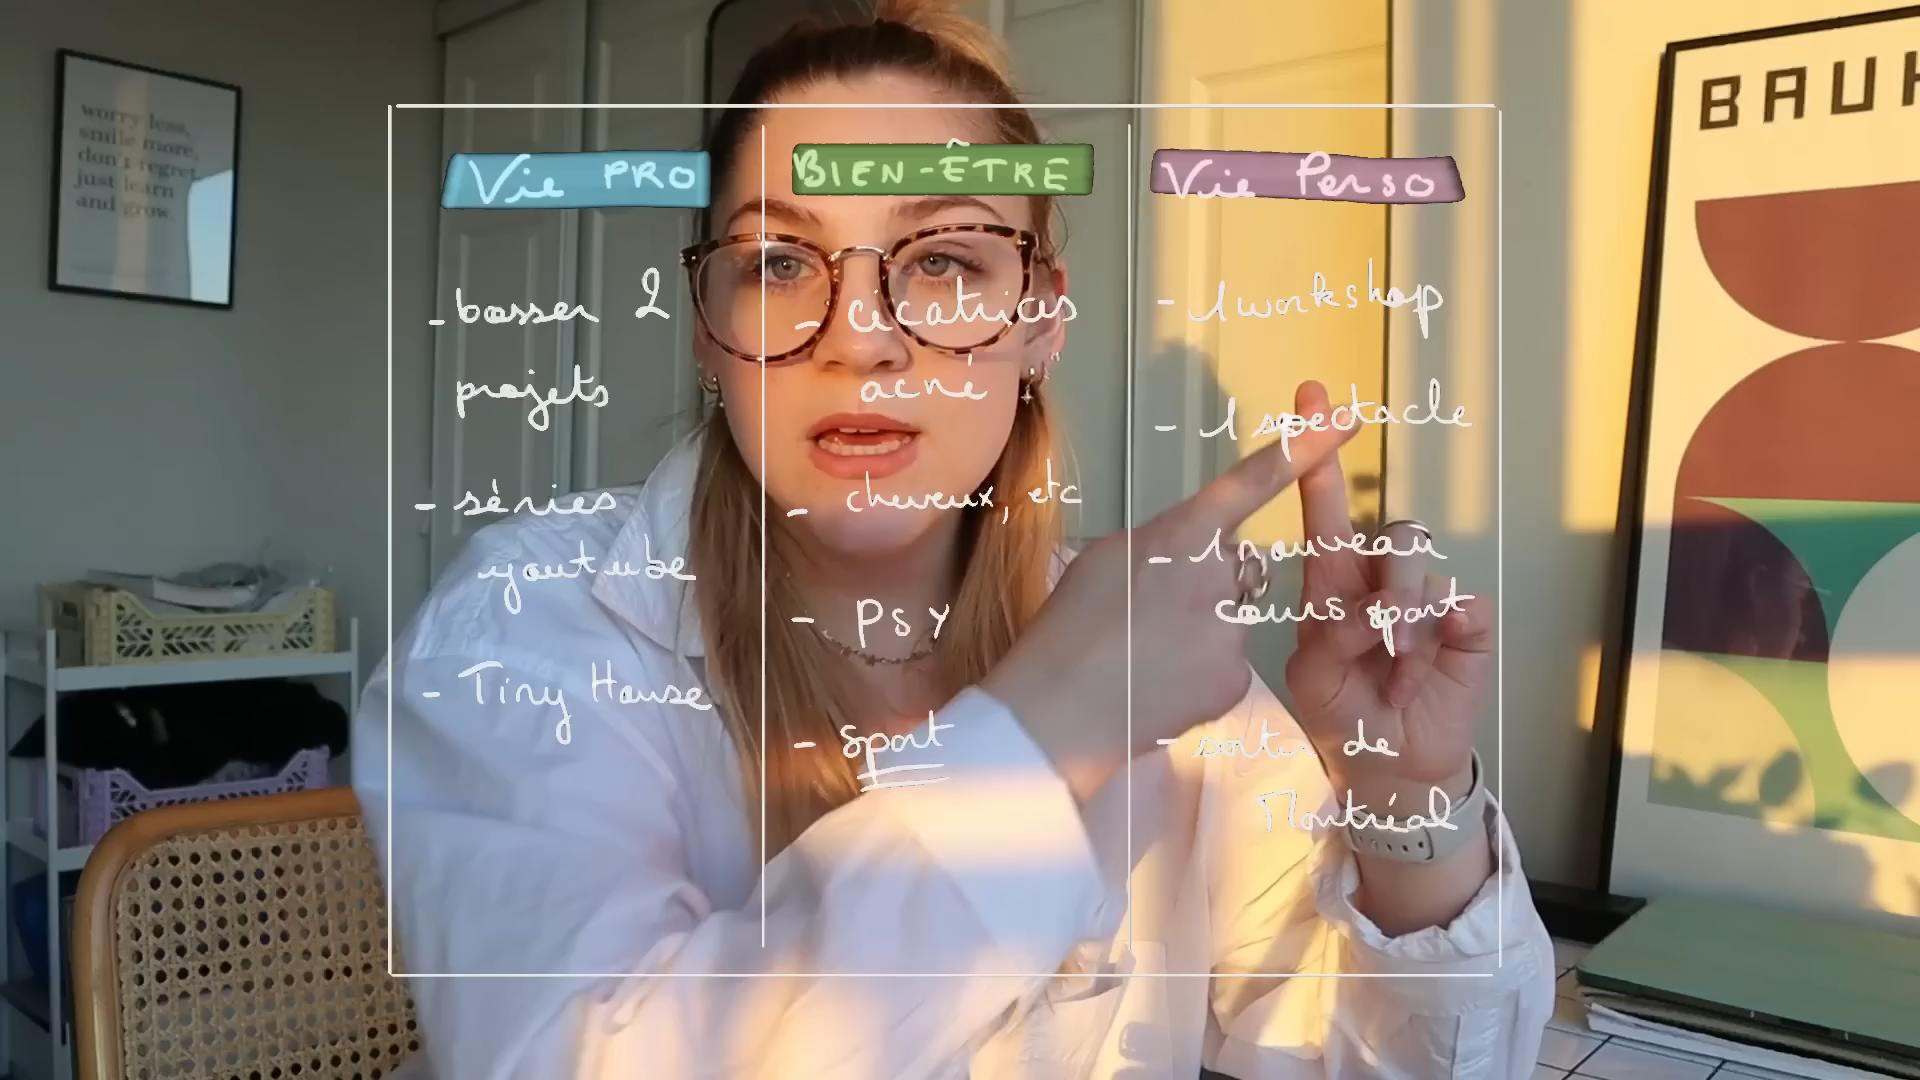 worry less,
smile more,
don't regret,
just learn
and grow.
BAUH
Vie PRO
- bosser 2
projets
- séries
youtube
- Tiny House
BIEN-ÊTRE
- cicatrices
acné
- cheveux, etc
- PSY
- sport
Vie Perso
- 1 workshop
- 1 spectacle
- 1 nouveau
cours sport
- sortir de
Montréal